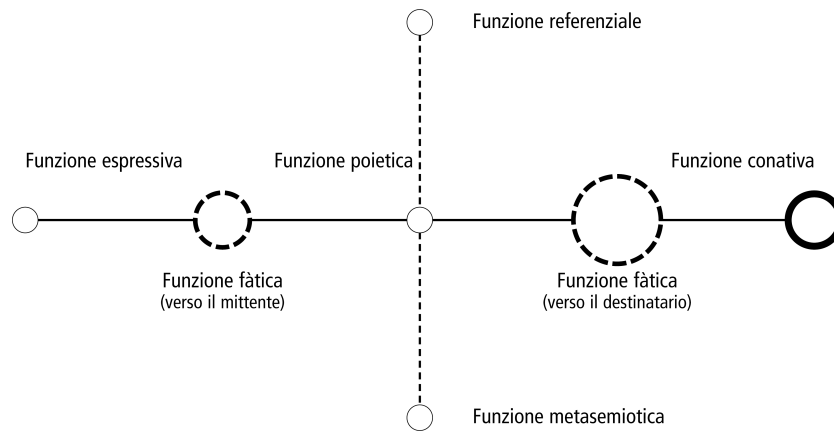 Funzione referenziale
Funzione espressiva
Funzione poietica
Funzione conativa
Funzione fàtica
(verso il mittente)
Funzione fàtica
(verso il destinatario)
Funzione metasemiotica